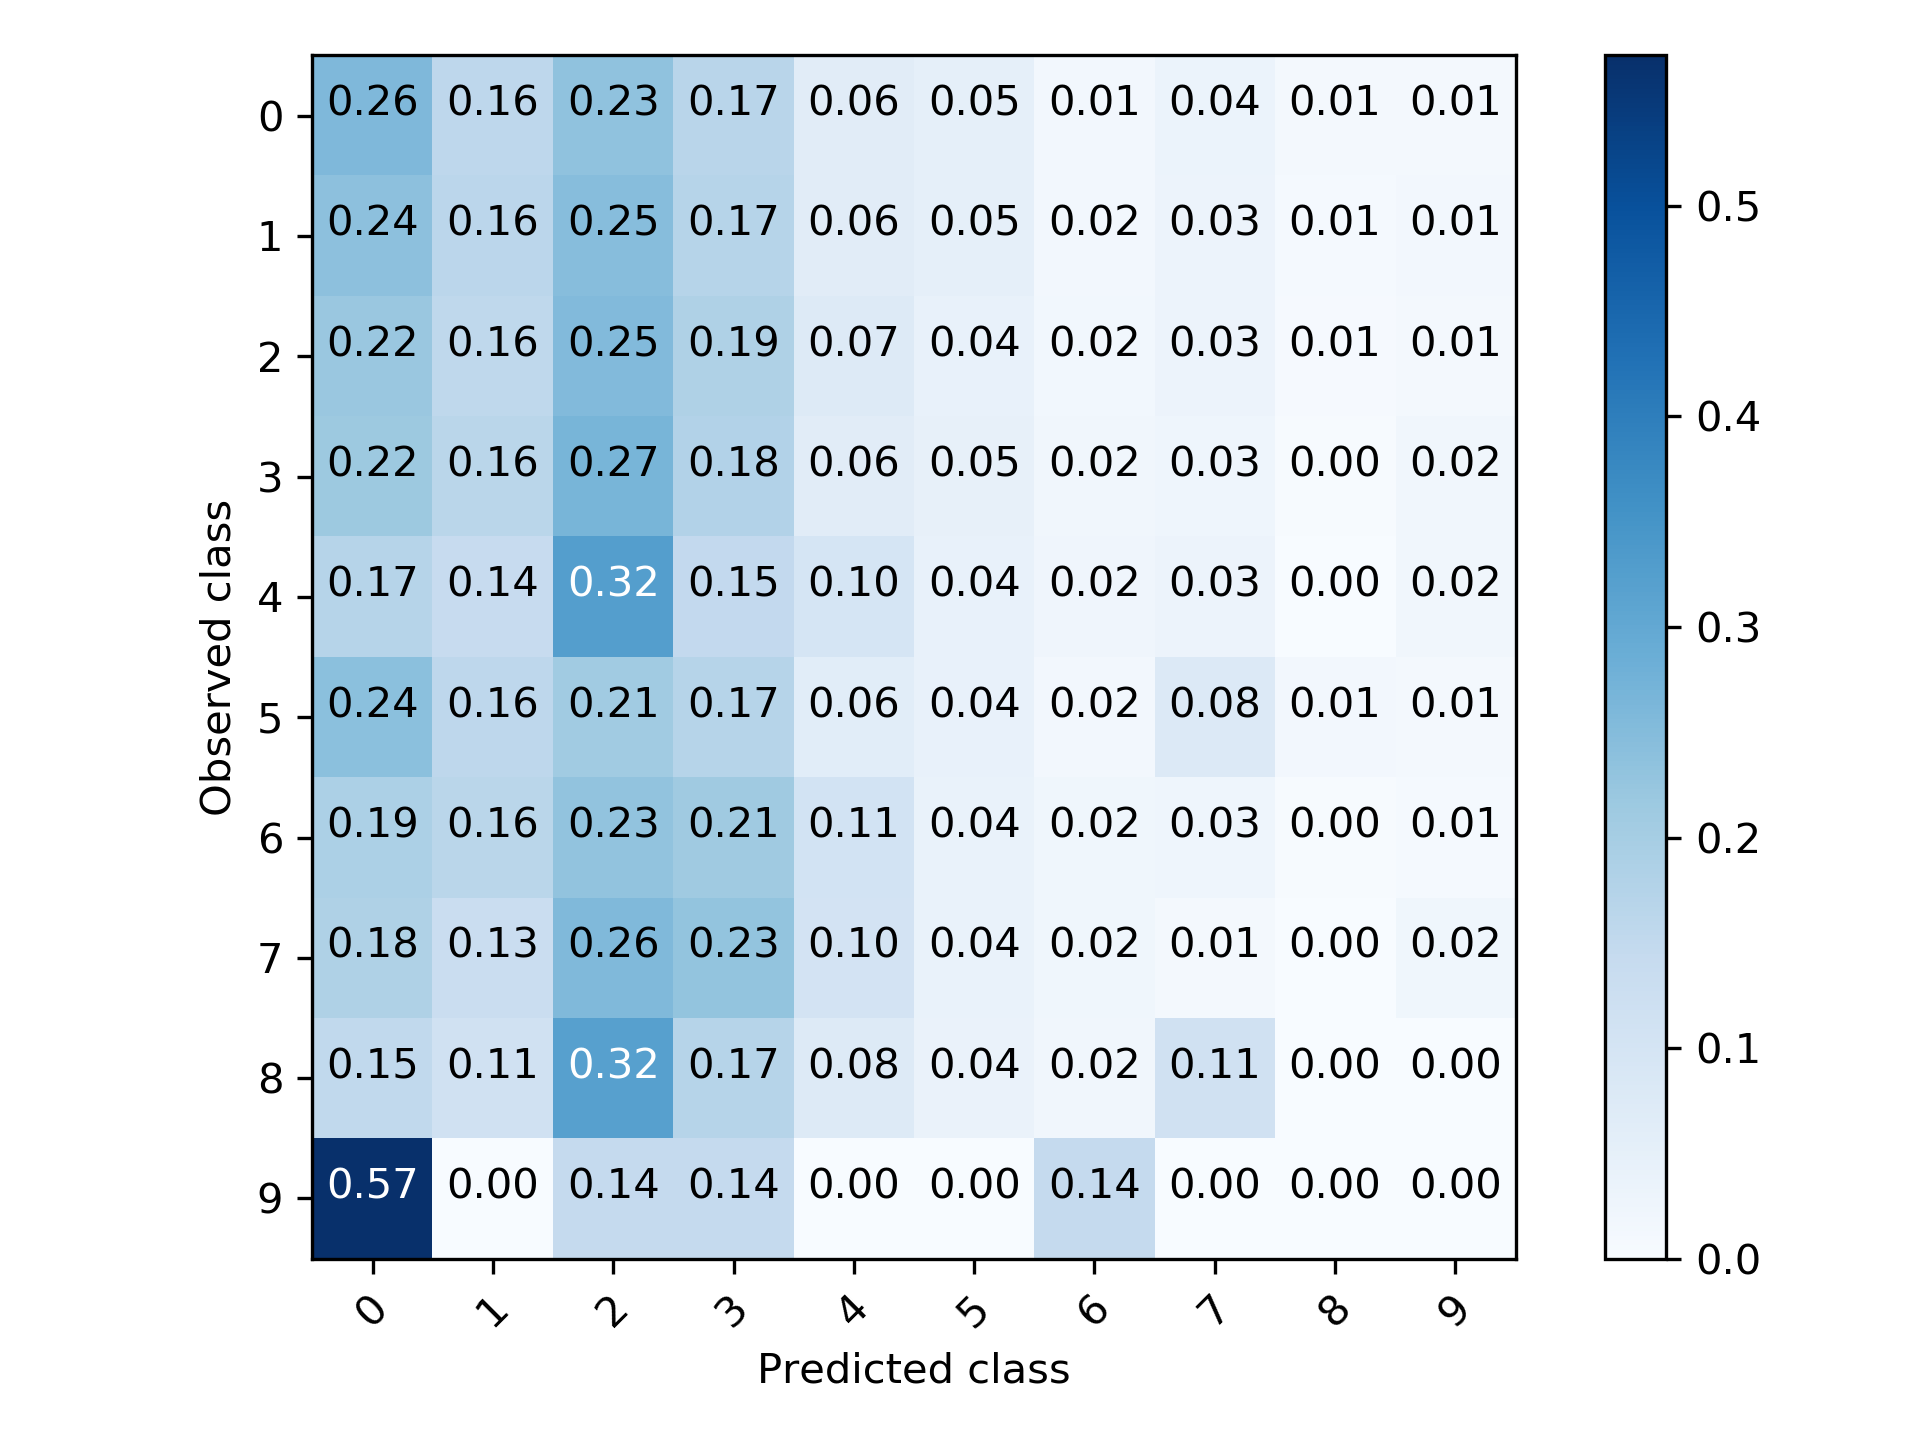 0 0.26 0.16 0.23 0.17 0.06 0.05 0.01 0.04 0.01 0.01
1 0.24 0.16 0.25 0.17 0.06 0.05 0.02 0.03 0.01 0.01
2 0.22 0.16 0.25 0.19 0.07 0.04 0.02 0.03 0.01 0.01
3 0.22 0.16 0.27 0.18 0.06 0.05 0.02 0.03 0.00 0.02
4 0.17 0.14 0.32 0.15 0.10 0.04 0.02 0.03 0.00 0.02
5 0.24 0.16 0.21 0.17 0.06 0.04 0.02 0.08 0.01 0.01
6 0.19 0.16 0.23 0.21 0.11 0.04 0.02 0.03 0.00 0.01
7 0.18 0.13 0.26 0.23 0.10 0.04 0.02 0.01 0.00 0.02
8 0.15 0.11 0.32 0.17 0.08 0.04 0.02 0.11 0.00 0.00
9 0.57 0.00 0.14 0.14 0.00 0.00 0.14 0.00 0.00 0.00
0 1 2 3 4 5 6 7 8 9
Predicted class
Observed class
0.5
0.4
0.3
0.2
0.1
0.0